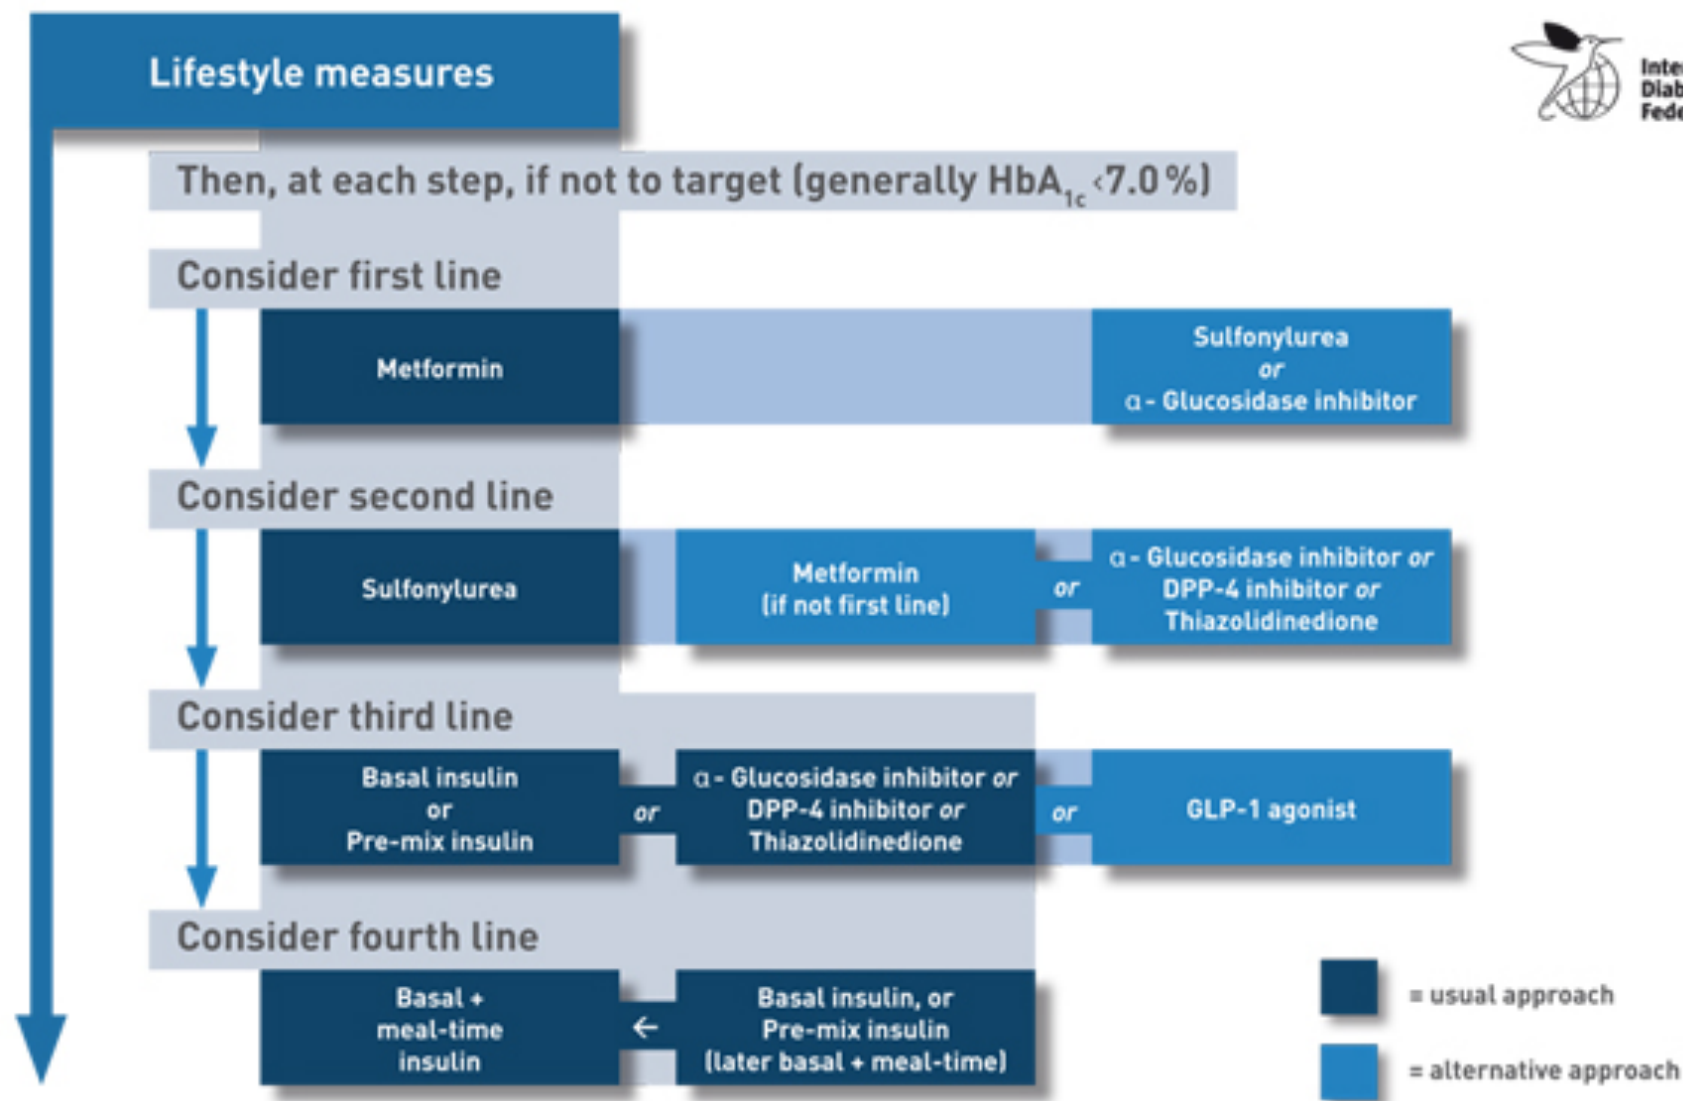 Lifestyle measures
Inter
Diab
Fede
Then, at each step, if not to target (generally HbA1c <7.0%)
Consider first line
Metformin
Sulfonylurea
or
α- Glucosidase inhibitor
Consider second line
Sulfonylurea
Metformin
(if not first line)
or
α- Glucosidase inhibitor or
DPP-4 inhibitor or
Thiazolidinedione
Consider third line
Basal insulin
or
Pre-mix insulin
or
α- Glucosidase inhibitor or
DPP-4 inhibitor or
Thiazolidinedione
or
GLP-1 agonist
Consider fourth line
Basal +
meal-time
insulin
←
Basal insulin, or
Pre-mix insulin
(later basal + meal-time)
= usual approach
= alternative approach